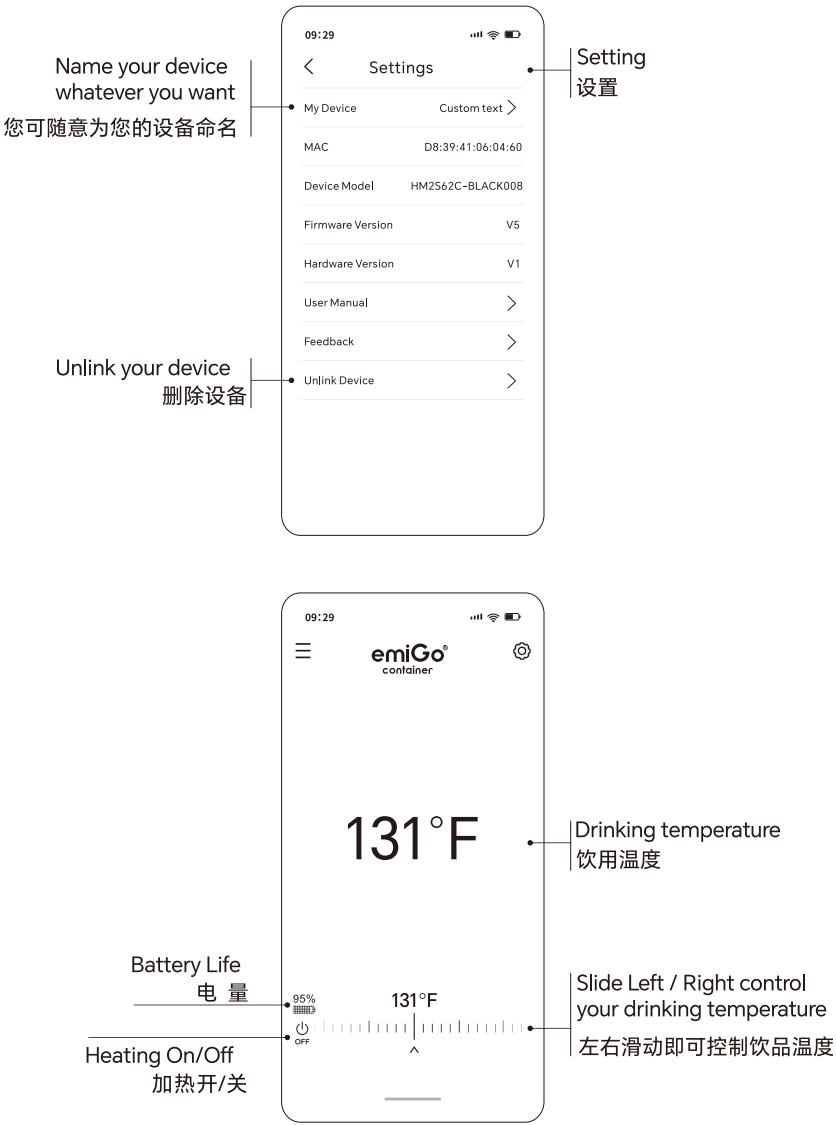 09:29
Settings
Setting
设置
Name your device
whatever you want
您可随意为您的设备命名
My Device Custom text
MAC D8:39:41:06:04:60
Device Model HM2S62C-BLACK008
Firmware Version V5
Hardware Version V1
User Manual
Feedback
Unlink your device
删除设备
Unlink Device
09:29
emiGo®
container
131°F
Drinking temperature
饮用温度
Battery Life
电 量
95%
131°F
Slide Left / Right control
your drinking temperature
左右滑动即可控制饮品温度
OFF
Heating On/Off
加热开/关